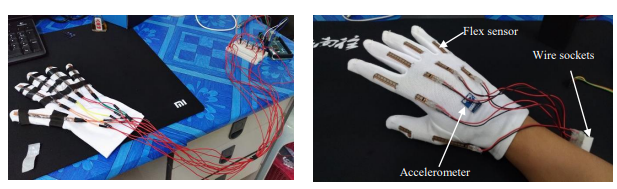 mi
Flex sensor
Wire sockets
Accelerometer